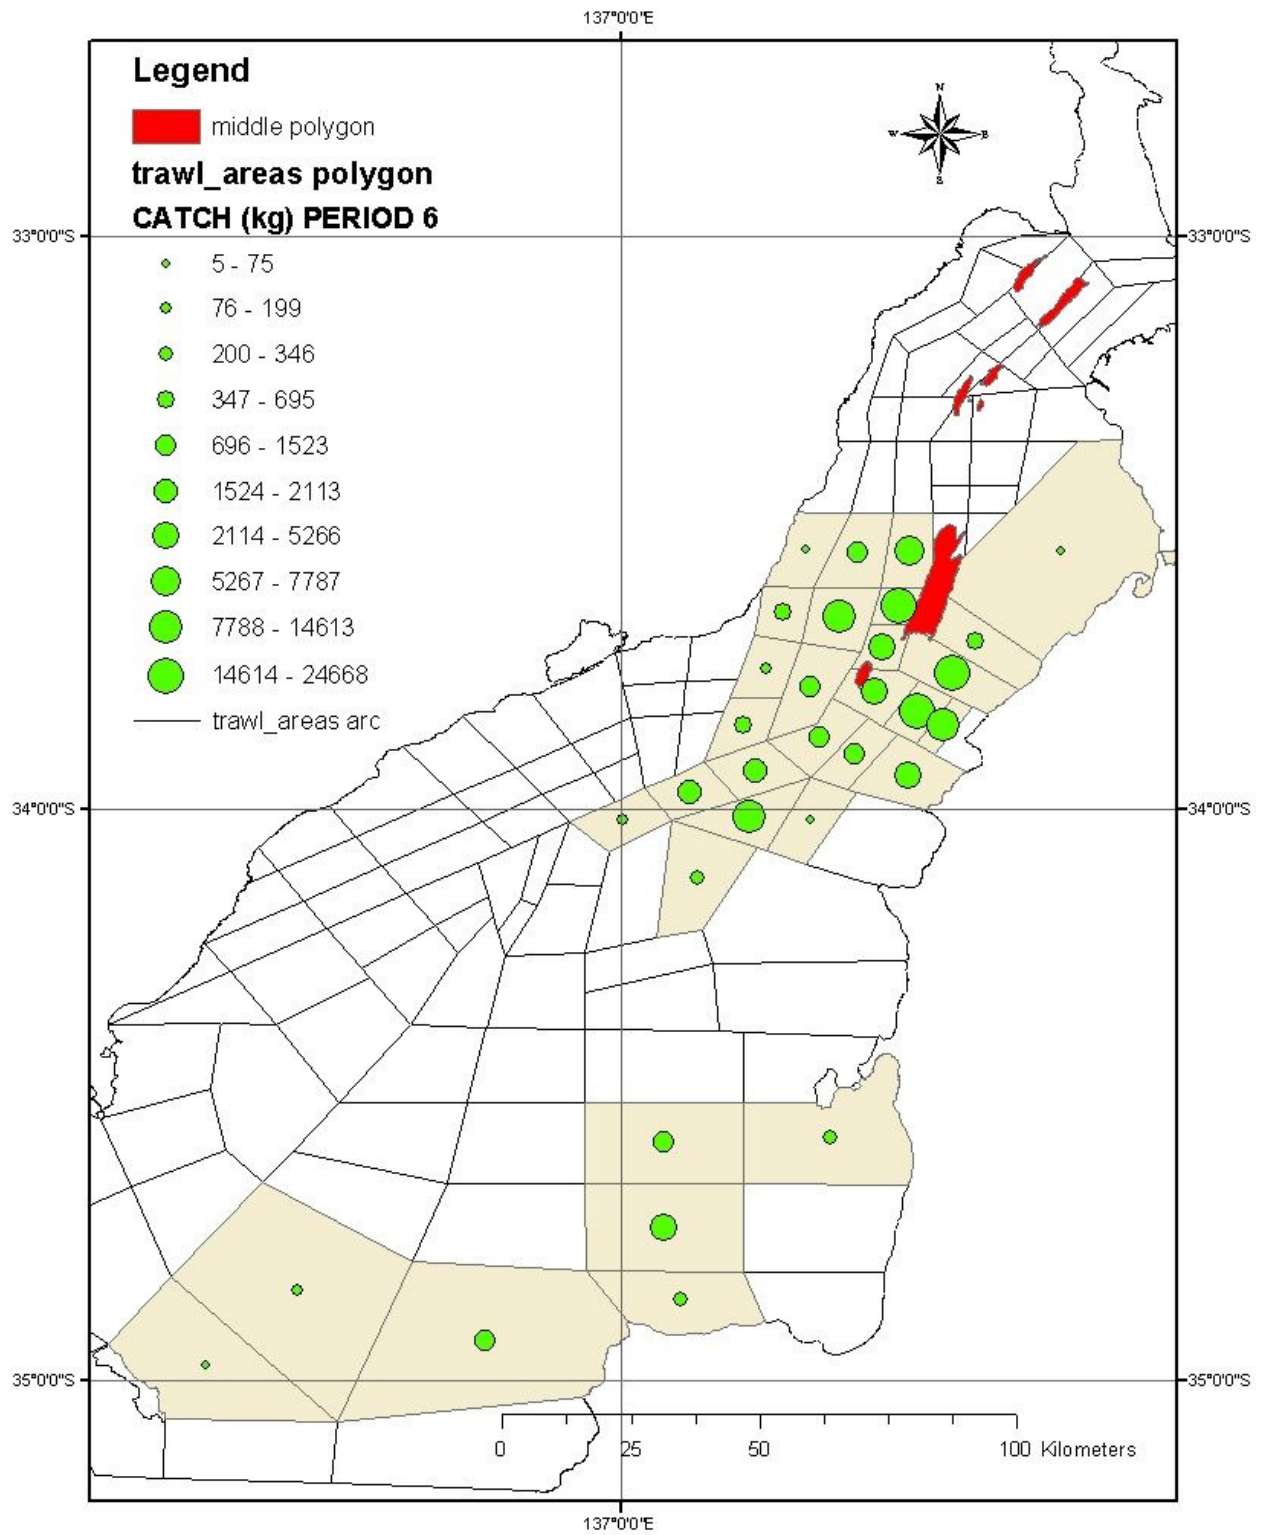 137°0'0"E
Legend
middle polygon
trawl_areas polygon
CATCH (kg) PERIOD 6
5 - 75
76 - 199
200 - 346
347 - 695
696 - 1523
1524 - 2113
2114 - 5266
5267 - 7787
7788 - 14613
14614 - 24668
trawl_areas arc
N
W E
S
33°0'0"S 33°0'0"S
34°0'0"S 34°0'0"S
35°0'0"S 35°0'0"S
0 25 50 100 Kilometers
137°0'0"E